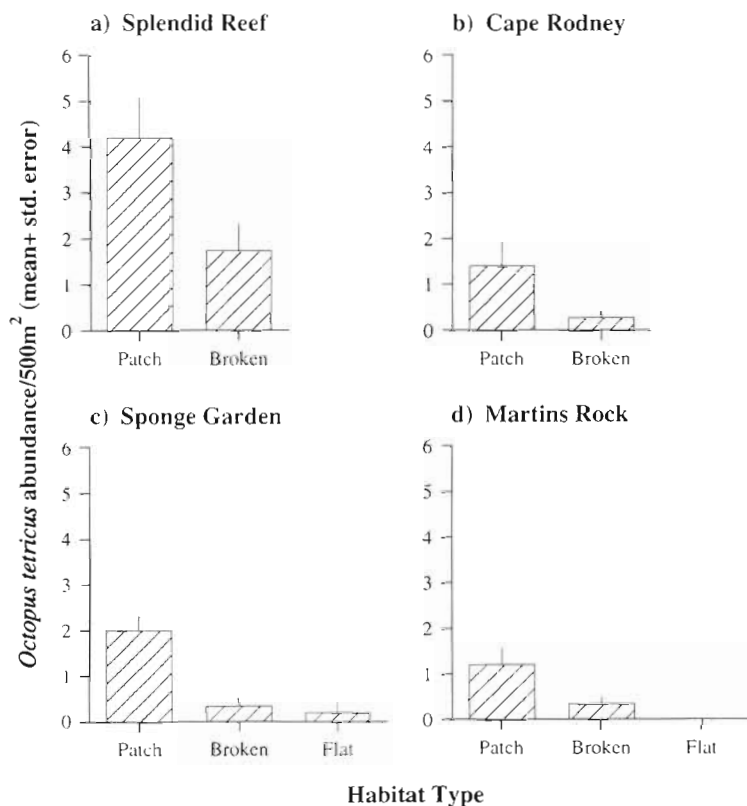 a) Splendid Reef
6
5
4
3
2
1
0
Patch Broken
b) Cape Rodney
6
5
4
3
2
1
0
Patch Broken
Octopus tetricus abundance/500m² (mean+ std. error)
c) Sponge Garden
6
5
4
3
2
1
0
Patch Broken Flat
d) Martins Rock
6
5
4
3
2
1
0
Patch Broken Flat
Habitat Type